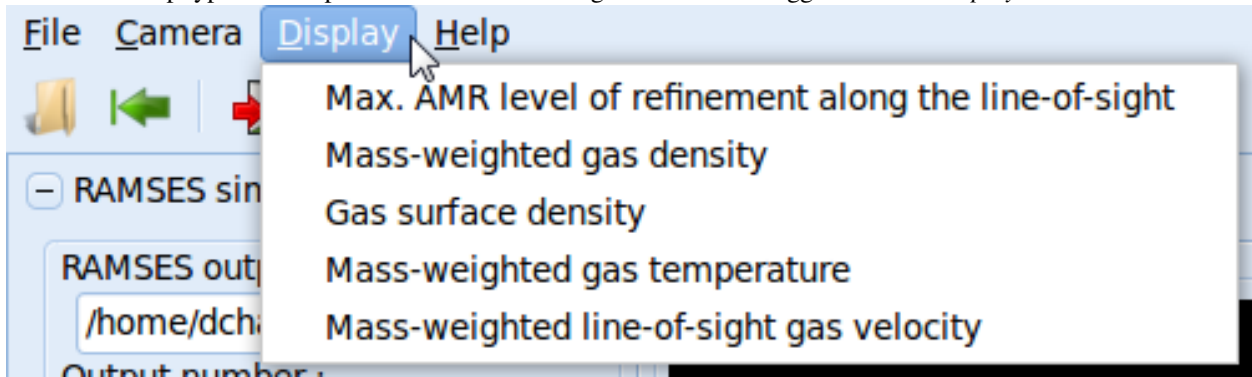 File Camera Display Help
Max. AMR level of refinement along the line-of-sight
Mass-weighted gas density
RAMSES sin
Gas surface density
RAMSES outp
Mass-weighted gas temperature
/home/dcha
Mass-weighted line-of-sight gas velocity
Output number :